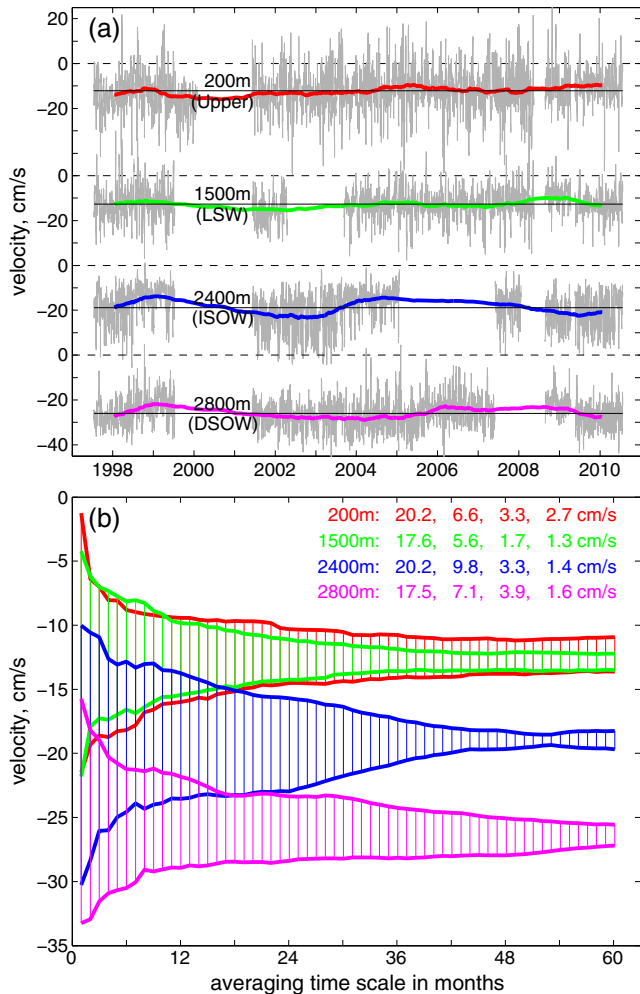 (a)
20
0
−20
0
−20
0
−20
0
−20
−40
velocity, cm/s
200m
(Upper)
1500m
(LSW)
2400m
(ISOW)
2800m
(DSOW)
1998 2000 2002 2004 2006 2008 2010
(b)
0
−5
−10
−15
−20
−25
−30
−35
velocity, cm/s
200m: 20.2, 6.6, 3.3, 2.7 cm/s
1500m: 17.6, 5.6, 1.7, 1.3 cm/s
2400m: 20.2, 9.8, 3.3, 1.4 cm/s
2800m: 17.5, 7.1, 3.9, 1.6 cm/s
0 12 24 36 48 60
averaging time scale in months